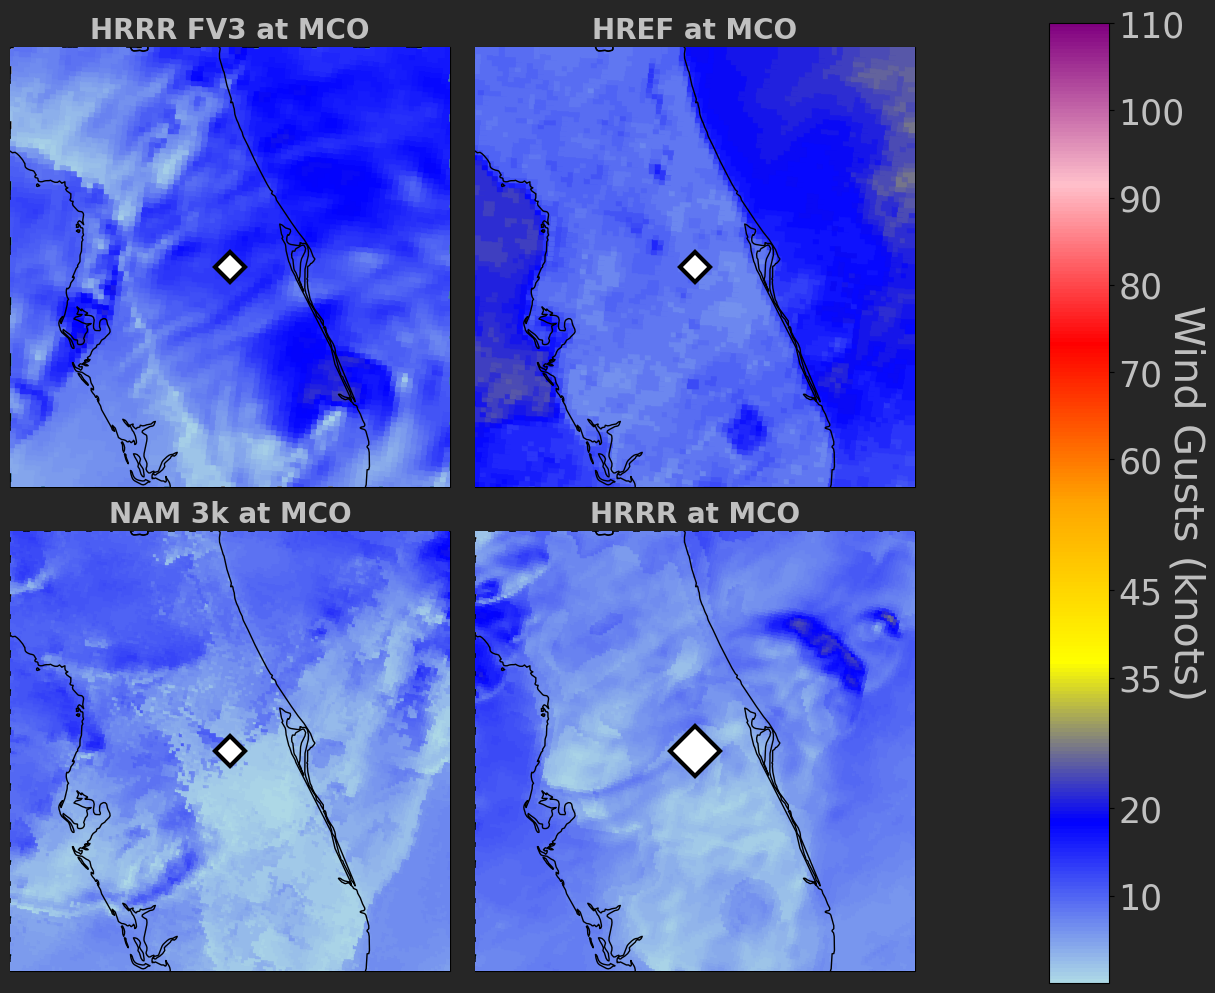 HRRR FV3 at MCO
HREF at MCO
NAM 3k at MCO
HRRR at MCO
110
100
90
80
70
60
45
35
20
10
Wind Gusts (knots)